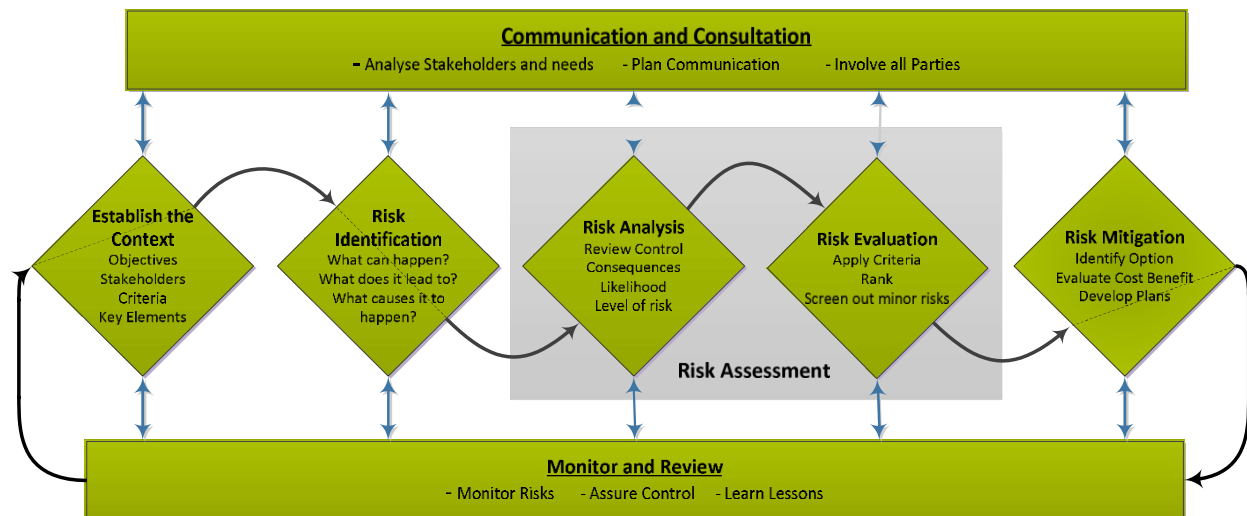 Communication and Consultation
- Analyse Stakeholders and needs - Plan Communication - Involve all Parties
Establish the
Context
Objectives
Stakeholders
Criteria
Key Elements
Risk
Identification
What can happen?
What does it lead to?
What causes it to
happen?
Risk Analysis
Review Control
Consequences
Likelihood
Level of risk
Risk Evaluation
Apply Criteria
Rank
Screen out minor risks
Risk Mitigation
Identify Option
Evaluate Cost Benefit
Develop Plans
Risk Assessment
Monitor and Review
- Monitor Risks - Assure Control - Learn Lessons